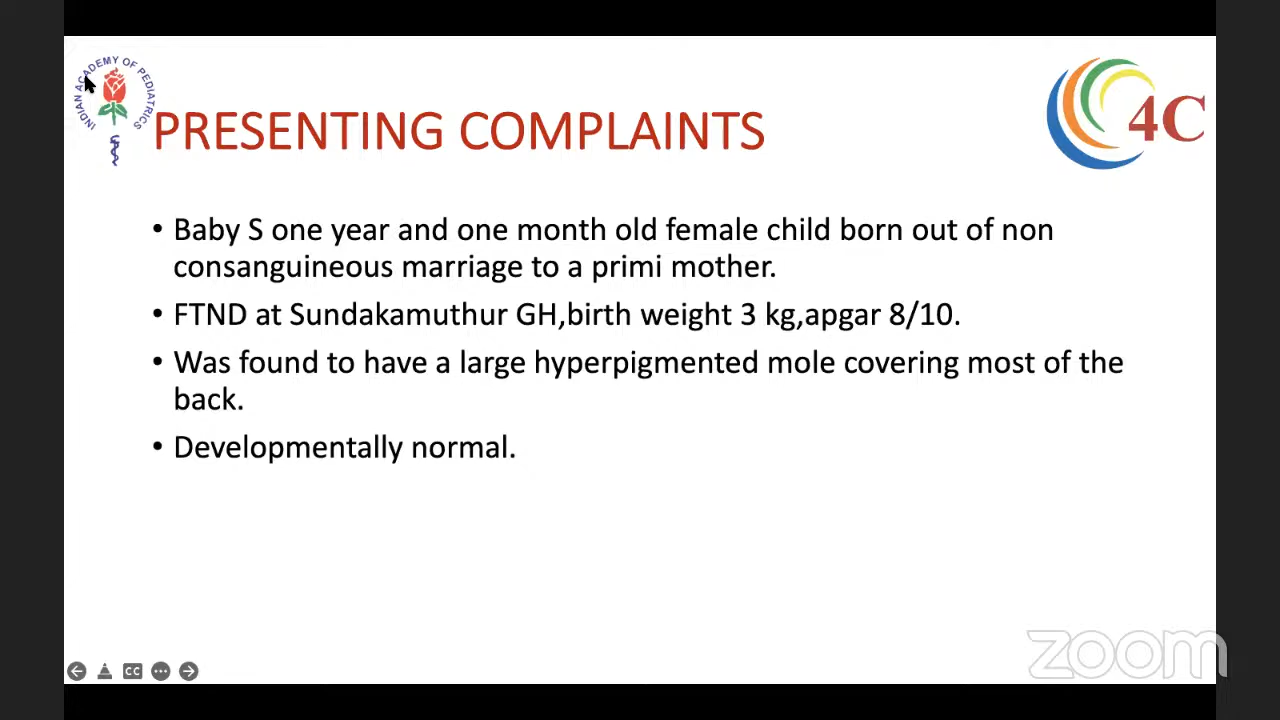 INDIAN ACADEMY OF PEDIATRICS
4C
PRESENTING COMPLAINTS
• Baby S one year and one month old female child born out of non
consanguineous marriage to a primi mother.
• FTND at Sundakamuthur GH,birth weight 3 kg,apgar 8/10.
• Was found to have a large hyperpigmented mole covering most of the
back.
• Developmentally normal.
CC
zoom